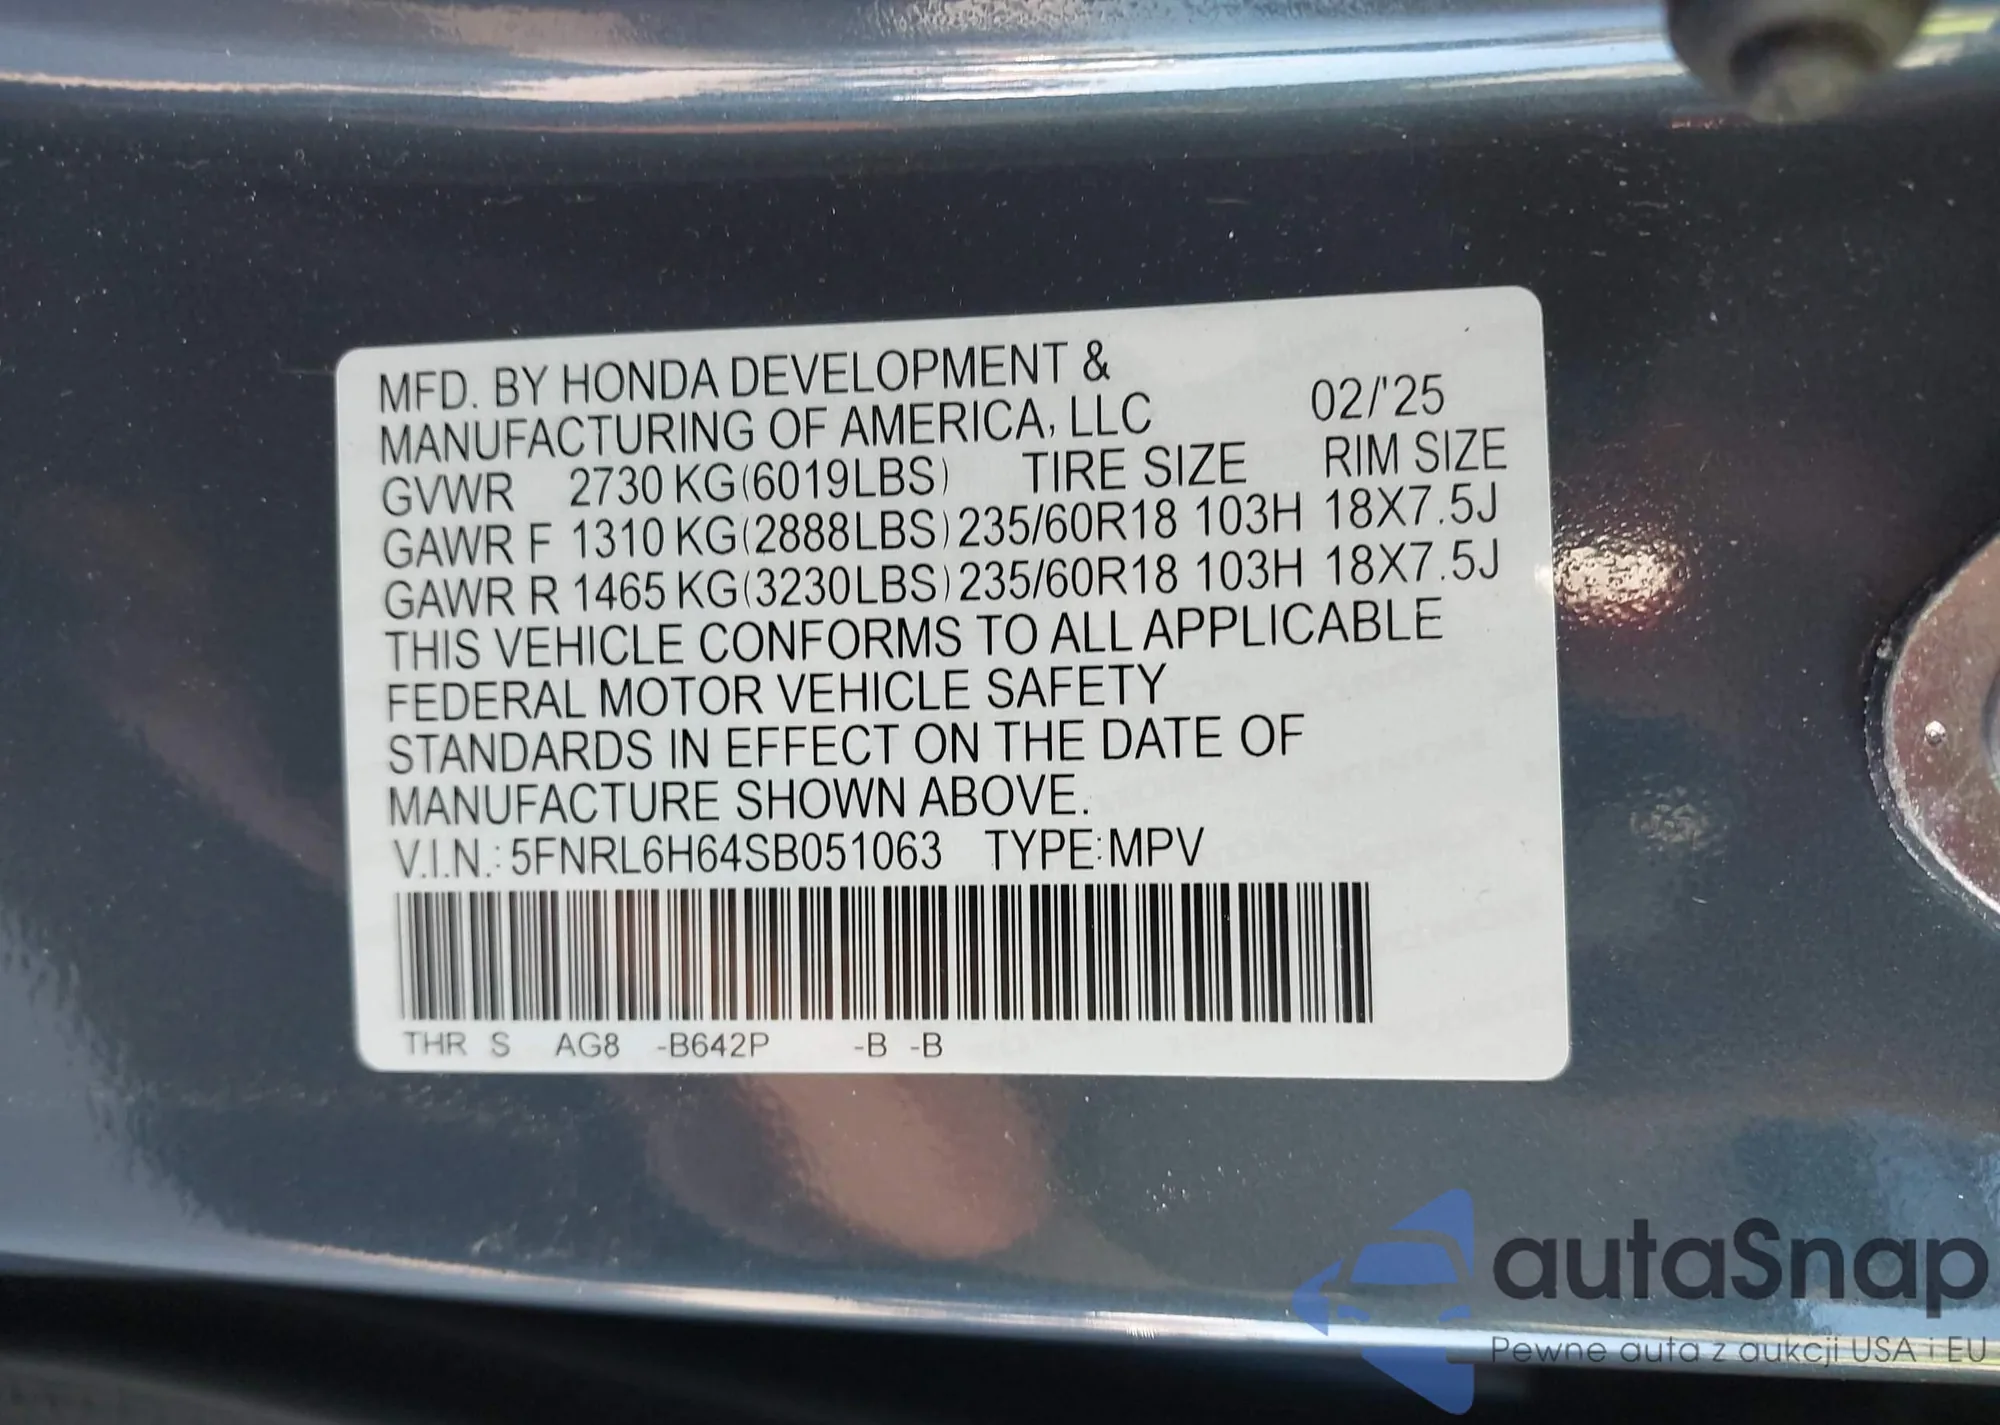 MFD. BY HONDA DEVELOPMENT &
MANUFACTURING OF AMERICA, LLC 02/'25
GVWR 2730 KG(6019LBS) TIRE SIZE RIM SIZE
GAWR F 1310 KG(2888LBS) 235/60R18 103H 18X7.5J
GAWR R 1465 KG(3230LBS) 235/60R18 103H 18X7.5J
THIS VEHICLE CONFORMS TO ALL APPLICABLE
FEDERAL MOTOR VEHICLE SAFETY
STANDARDS IN EFFECT ON THE DATE OF
MANUFACTURE SHOWN ABOVE.
V.I.N.: 5FNRL6H64SB051063 TYPE:MPV
THR S AG8 -B642P -B -B
autaSnap
Pewne auta z aukcji USA i EU